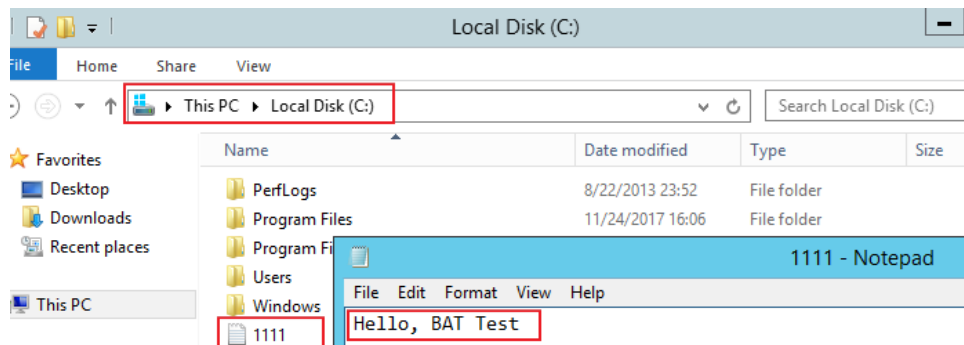 Local Disk (C:)
File Home Share View
This PC Local Disk (C:) Search Local Disk (C:)
Favorites
Desktop
Downloads
Recent places
This PC
Name Date modified Type Size
PerfLogs 8/22/2013 23:52 File folder
Program Files 11/24/2017 16:06 File folder
Program Fi
Users
Windows
1111
1111 - Notepad
File Edit Format View Help
Hello, BAT Test